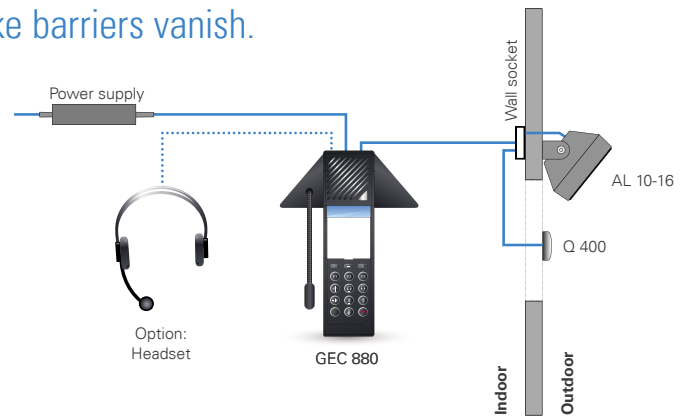 ke barriers vanish.
Power supply
Wall socket
AL 10-16
Q 400
Option:
Headset
GEC 880
Indoor
Outdoor